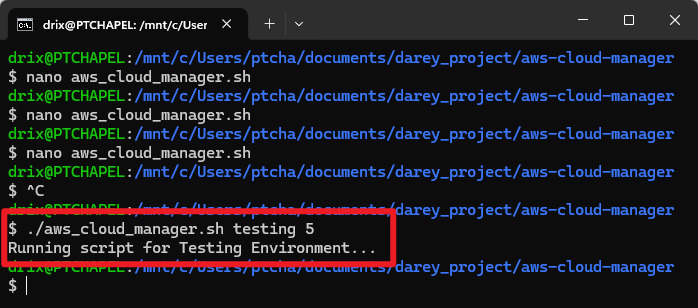 drix@PTCHAPEL: /mnt/c/User
drix@PTCHAPEL:/mnt/c/Users/ptcha/documents/darey_project/aws-cloud-manager
$ nano aws_cloud_manager.sh
drix@PTCHAPEL:/mnt/c/Users/ptcha/documents/darey_project/aws-cloud-manager
$ nano aws_cloud_manager.sh
drix@PTCHAPEL:/mnt/c/Users/ptcha/documents/darey_project/aws-cloud-manager
$ nano aws_cloud_manager.sh
drix@PTCHAPEL:/mnt/c/Users/ptcha/documents/darey_project/aws-cloud-manager
$ ^C
drix@PTCHAPEL:/mnt/c/Users/ptcha/documents/darey_project/aws-cloud-manager
$ ./aws_cloud_manager.sh testing 5
Running script for Testing Environment...
drix@PTCHAPEL:/mnt/c/Users/ptcha/documents/darey_project/aws-cloud-manager
$